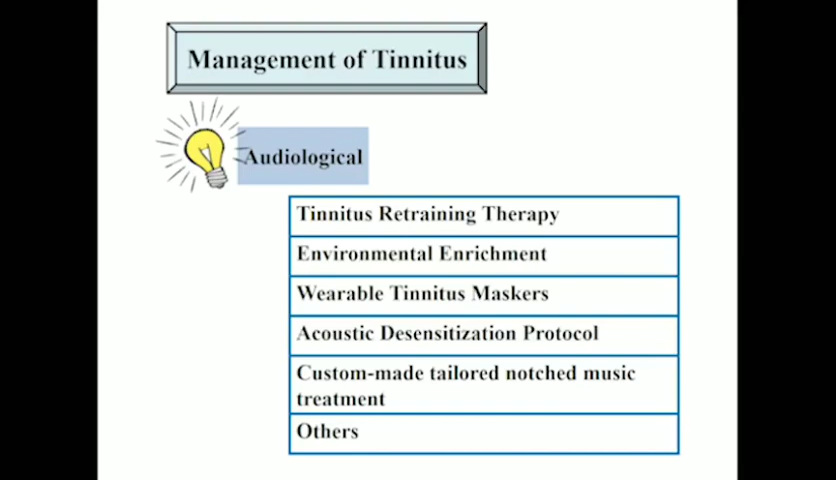 Management of Tinnitus
Audiological
Tinnitus Retraining Therapy
Environmental Enrichment
Wearable Tinnitus Maskers
Acoustic Desensitization Protocol
Custom-made tailored notched music
treatment
Others